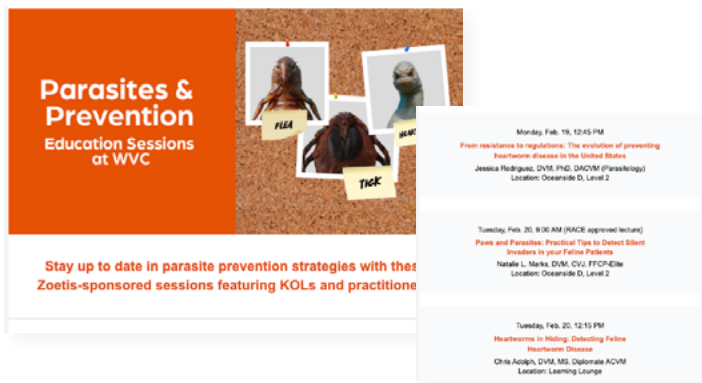 Parasites &
Prevention
Education Sessions
at WVC
FLEA
TICK
Stay up to date in parasite prevention strategies with
Zoetis-sponsored sessions featuring KOLs and
Monday, Feb. 19, 12:45 PM
From resistance to regulations: The evolution of preventing
heartworm disease in the United States
Jessica Rodriguez, DVM, PhD, DACVM (Parasitology)
Location: Oceanside D, Level 2
Tuesday, Feb. 20, 9:00 AM (RACE approved lecture)
Paws and Parasites: Practical Tips to Detect Silent
Invaders in your Feline Patients
Natalie L. Marks, DVM, CVJ, FFCP-Elite
Location: Oceanside D, Level 2
Tuesday, Feb. 20, 12:15 PM
Heartworms in Hiding: Detecting Feline
Heartworm Disease
Chris Adolph, DVM, MS, Diplomate ACVM
Location: Learning Lounge